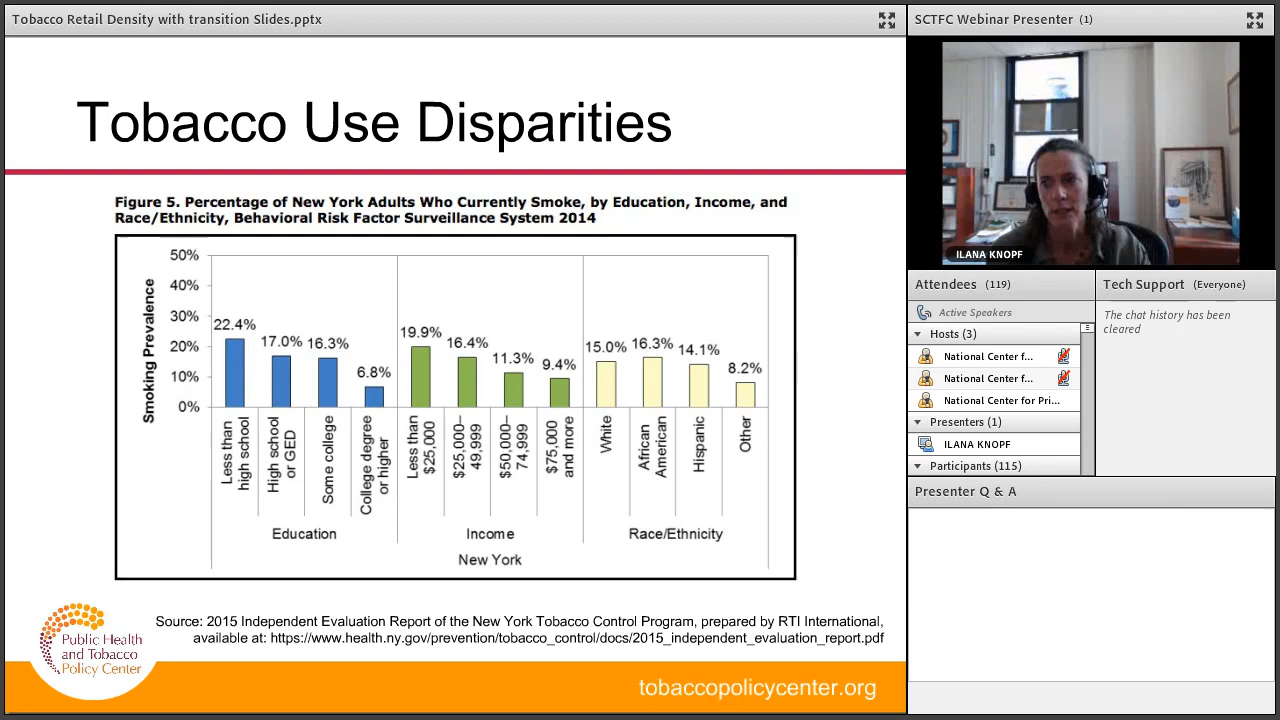 Tobacco Retail Density with transition Slides.pptx
Tobacco Use Disparities
Figure 5. Percentage of New York Adults Who Currently Smoke, by Education, Income, and
Race/Ethnicity, Behavioral Risk Factor Surveillance System 2014
Smoking Prevalence
50%
40%
30%
20%
10%
0%
22.4%
17.0%
16.3%
6.8%
19.9%
16.4%
11.3%
9.4%
15.0%
16.3%
14.1%
8.2%
Less than
high school
High school
or GED
Some college
College degree
or higher
Less than
$25,000
$25,000–
49,999
$50,000–
74,999
$75,000
and more
White
African
American
Hispanic
Other
Education
Income
Race/Ethnicity
New York
Source: 2015 Independent Evaluation Report of the New York Tobacco Control Program, prepared by RTI International,
available at: https://www.health.ny.gov/prevention/tobacco_control/docs/2015_independent_evaluation_report.pdf
Public Health
and Tobacco
Policy Center
tobaccopolicycenter.org
SCTFC Webinar Presenter (1)
ILANA KNOPF
Attendees (119)
Active Speakers
Hosts (3)
National Center f...
National Center f...
National Center for Pri...
Presenters (1)
ILANA KNOPF
Participants (115)
Tech Support (Everyone)
The chat history has been
cleared
Presenter Q & A